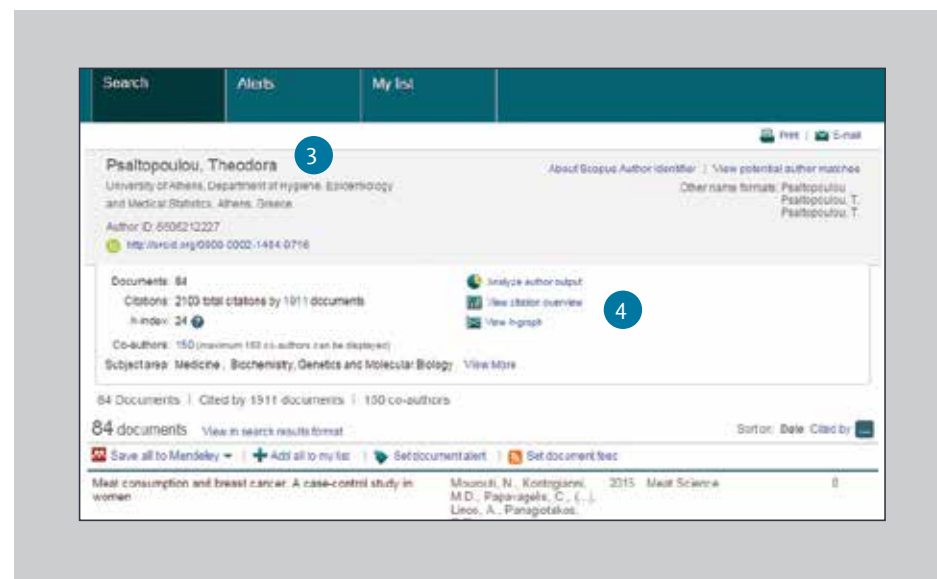 Search Alerts My list
Print | E-mail
Psaltopoulou, Theodora 3
About Scopus Author Identifier | View potential author matches
University of Athens, Department of Hygiene, Epidemiology
and Medical Statistics, Athens, Greece
Other name formats: Psaltopoulou
Psaltopoulou, T.
Psaltopoulou, T
Author ID: 6506212227
Documents: 84
Analyze author output
Citations: 2103 total citations by 1911 documents
View citation overview 4
h-index: 24
View h-graph
Co-authors: 150 (maximum 150 co-authors can be displayed)
Subject area: Medicine , Biochemistry, Genetics and Molecular Biology View More
84 Documents | Cited by 1911 documents | 150 co-authors
84 documents View in search results format
Sort on: Date Cited by
Save all to Mendeley | Add all to my list | Set document alert | Set document feed
Meat consumption and breast cancer: A case-control study in
women
Mourouti, N., Kontogianni,
M.D., Papavagelis, C., (...),
Linos, A., Panagiotakos,
2015 Meat Science 0